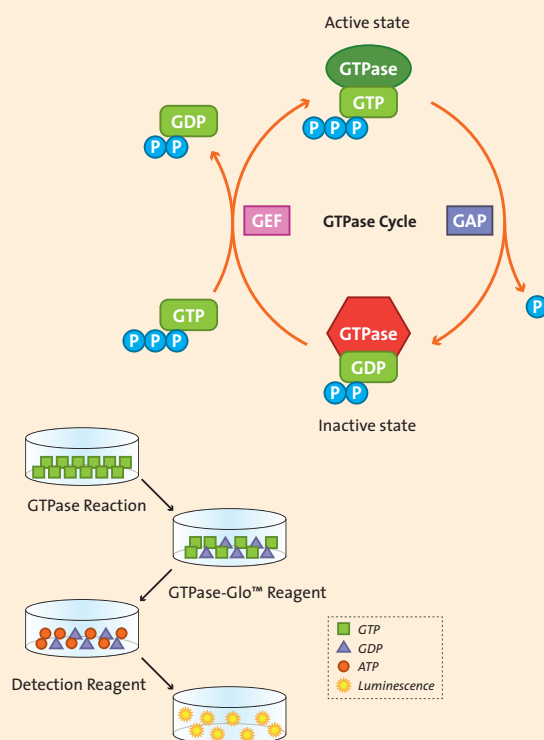 Active state
GTPase
GTP
P P P
GDP
P P
GEF
GTPase Cycle
GAP
GTP
P P P
P
GTPase
GDP
P P
Inactive state
GTPase Reaction
GTPase-Glo™ Reagent
Detection Reagent
GTP
GDP
ATP
Luminescence